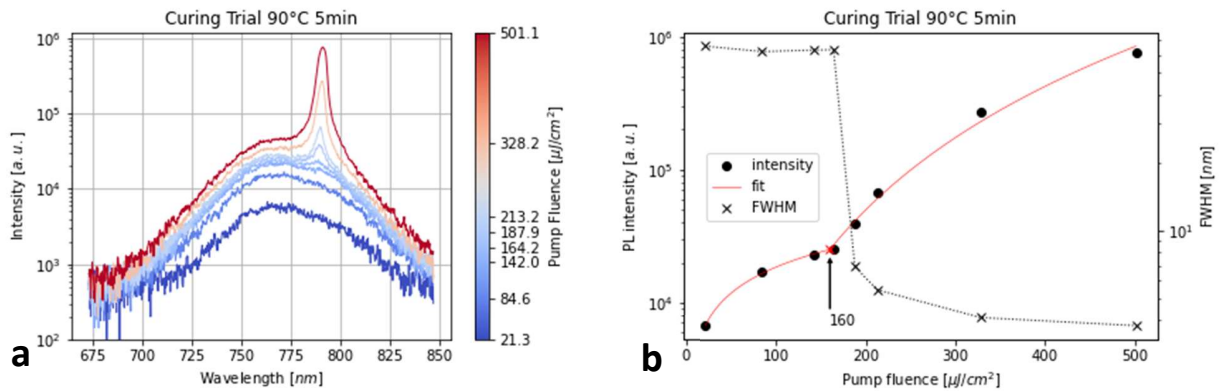 Curing Trial 90°C 5min
10⁶
10⁵
10⁴
10³
10²
Intensity [a.u.]
675 700 725 750 775 800 825 850
Wavelength [nm]
501.1
328.2
213.2
187.9
164.2
142.0
84.6
21.3
Pump Fluence [μJ/cm²]
a
Curing Trial 90°C 5min
10⁶
10⁵
10⁴
PL intensity [a.u.]
intensity
fit
FWHM
160
0 100 200 300 400 500
Pump fluence [μJ/cm²]
10¹
FWHM [nm]
b